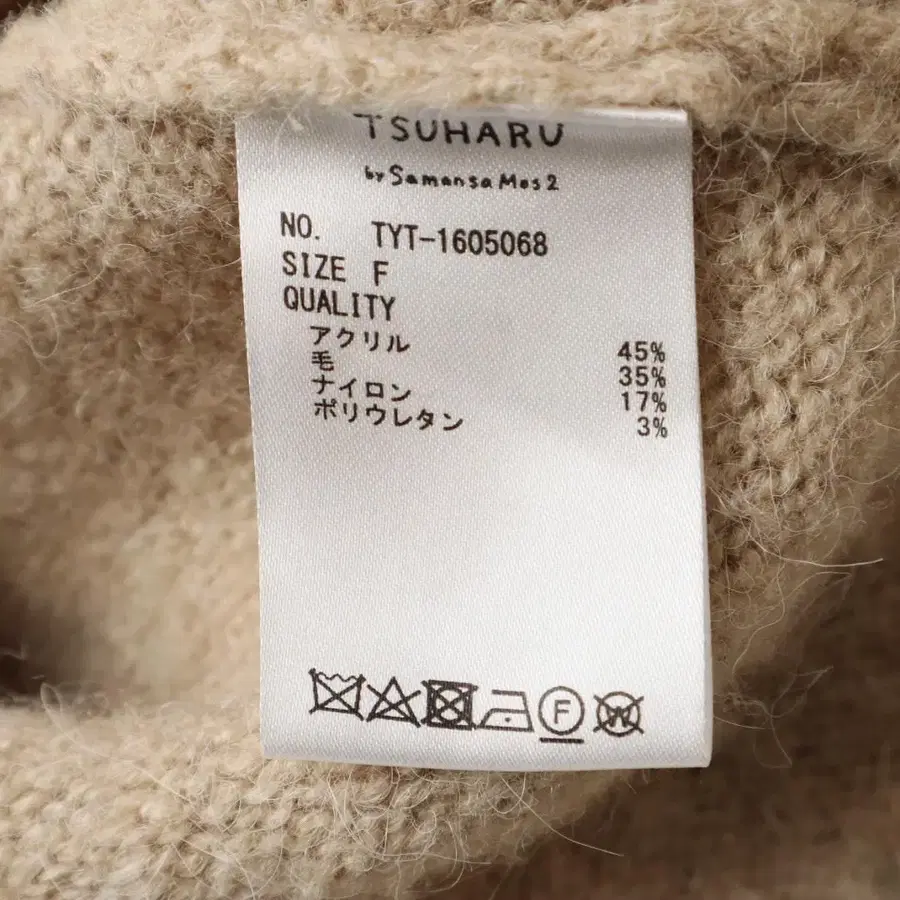 TSUHARU
by Samansa Mos2
NO. TYT-1605068
SIZE F
QUALITY
アクリル 45%
毛 35%
ナイロン 17%
ポリウレタン 3%
F W